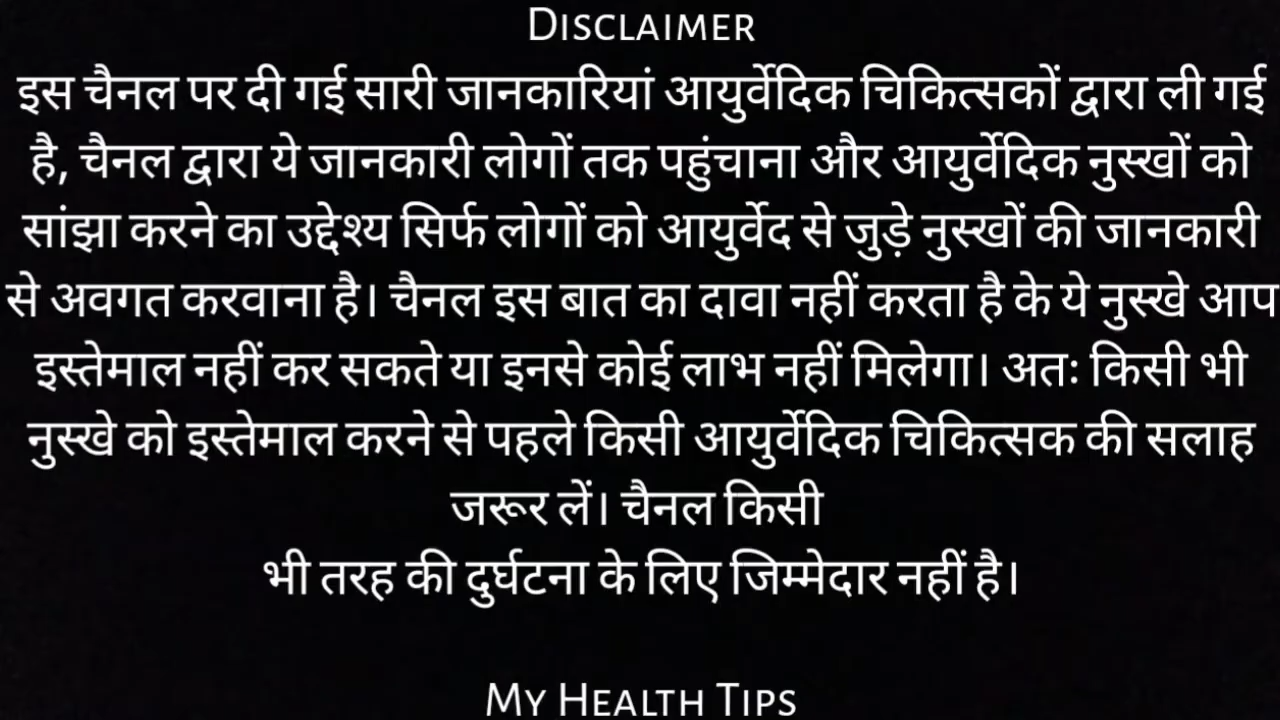 Disclaimer
इस चैनल पर दी गई सारी जानकारियां आयुर्वेदिक चिकित्सकों द्वारा ली गई
है, चैनल द्वारा ये जानकारी लोगों तक पहुंचाना और आयुर्वेदिक नुस्खों को
सांझा करने का उद्देश्य सिर्फ लोगों को आयुर्वेद से जुड़े नुस्खों की जानकारी
से अवगत करवाना है। चैनल इस बात का दावा नहीं करता है के ये नुस्खे आप
इस्तेमाल नहीं कर सकते या इनसे कोई लाभ नहीं मिलेगा। अतः किसी भी
नुस्खे को इस्तेमाल करने से पहले किसी आयुर्वेदिक चिकित्सक की सलाह
जरूर लें। चैनल किसी
भी तरह की दुर्घटना के लिए जिम्मेदार नहीं है।
My Health Tips